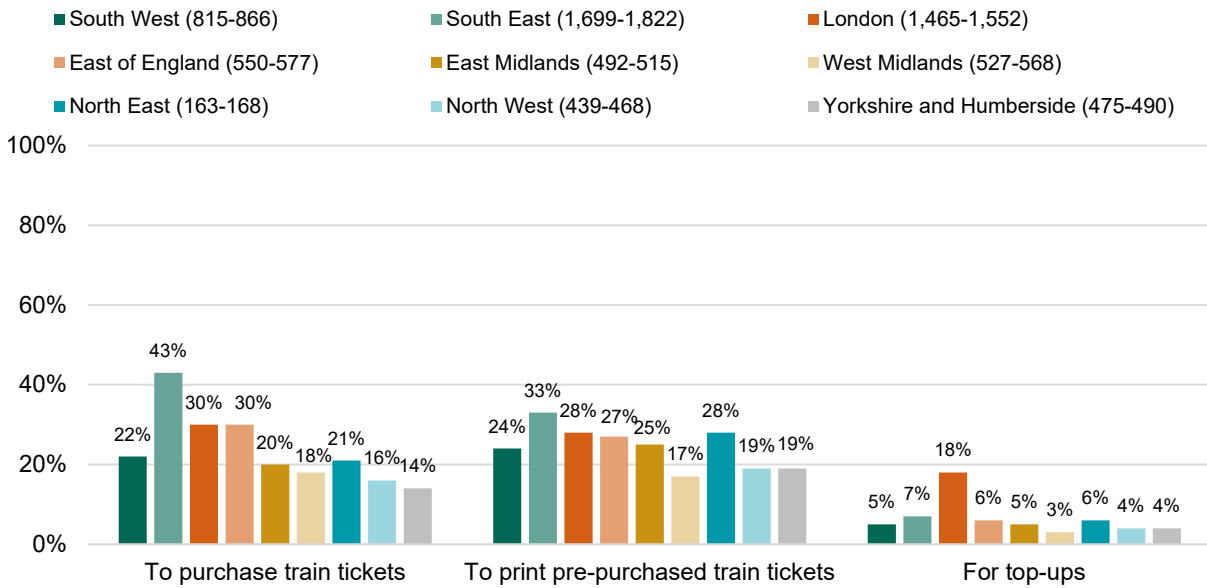 South West (815-866) South East (1,699-1,822) London (1,465-1,552)
East of England (550-577) East Midlands (492-515) West Midlands (527-568)
North East (163-168) North West (439-468) Yorkshire and Humberside (475-490)
100%
80%
60%
40%
20%
0%
22% 43% 30% 30% 20% 18% 21% 16% 14%
24% 33% 28% 27% 25% 17% 28% 19% 19%
5% 7% 18% 6% 5% 3% 6% 4% 4%
To purchase train tickets To print pre-purchased train tickets For top-ups